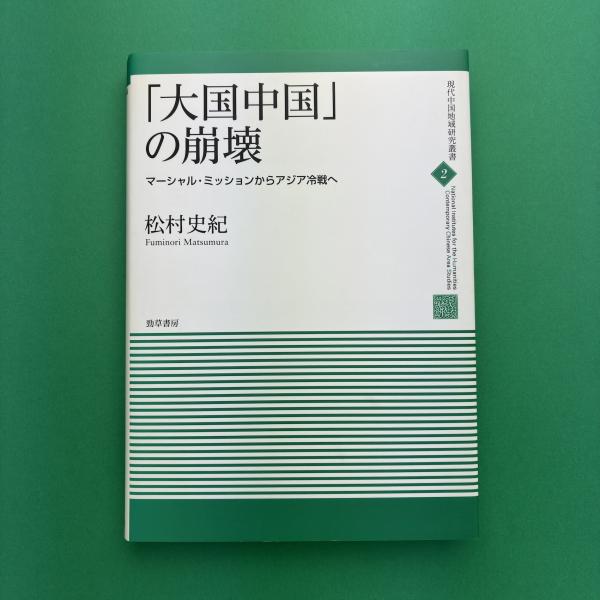 「大国中国」
の崩壊
マーシャル・ミッションからアジア冷戦へ
松村史紀
Fuminori Matsumura
勁草書房
現代中国地域研究叢書
2
National Institutes for the Humanities
Contemporary Chinese Area Studies